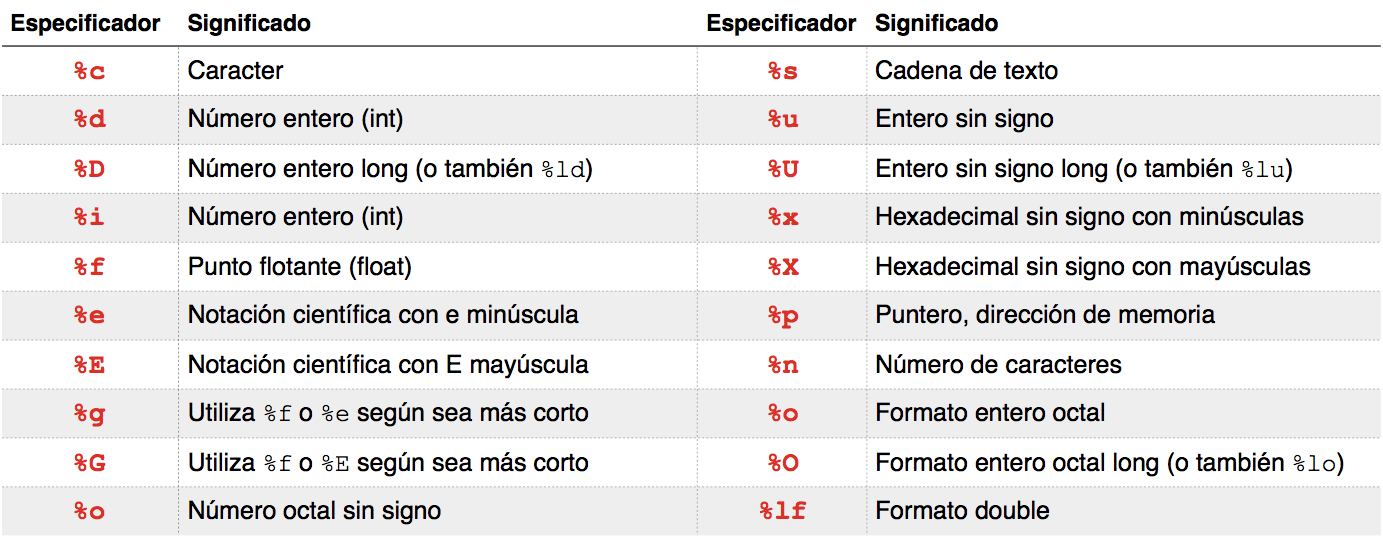 Especificador Significado Especificador Significado
%c Caracter %s Cadena de texto
%d Número entero (int) %u Entero sin signo
%D Número entero long (o también %ld) %U Entero sin signo long (o también %lu)
%i Número entero (int) %x Hexadecimal sin signo con minúsculas
%f Punto flotante (float) %X Hexadecimal sin signo con mayúsculas
%e Notación científica con e minúscula %p Puntero, dirección de memoria
%E Notación científica con E mayúscula %n Número de caracteres
%g Utiliza %f o %e según sea más corto %o Formato entero octal
%G Utiliza %f o %E según sea más corto %O Formato entero octal long (o también %lo)
%o Número octal sin signo %lf Formato double